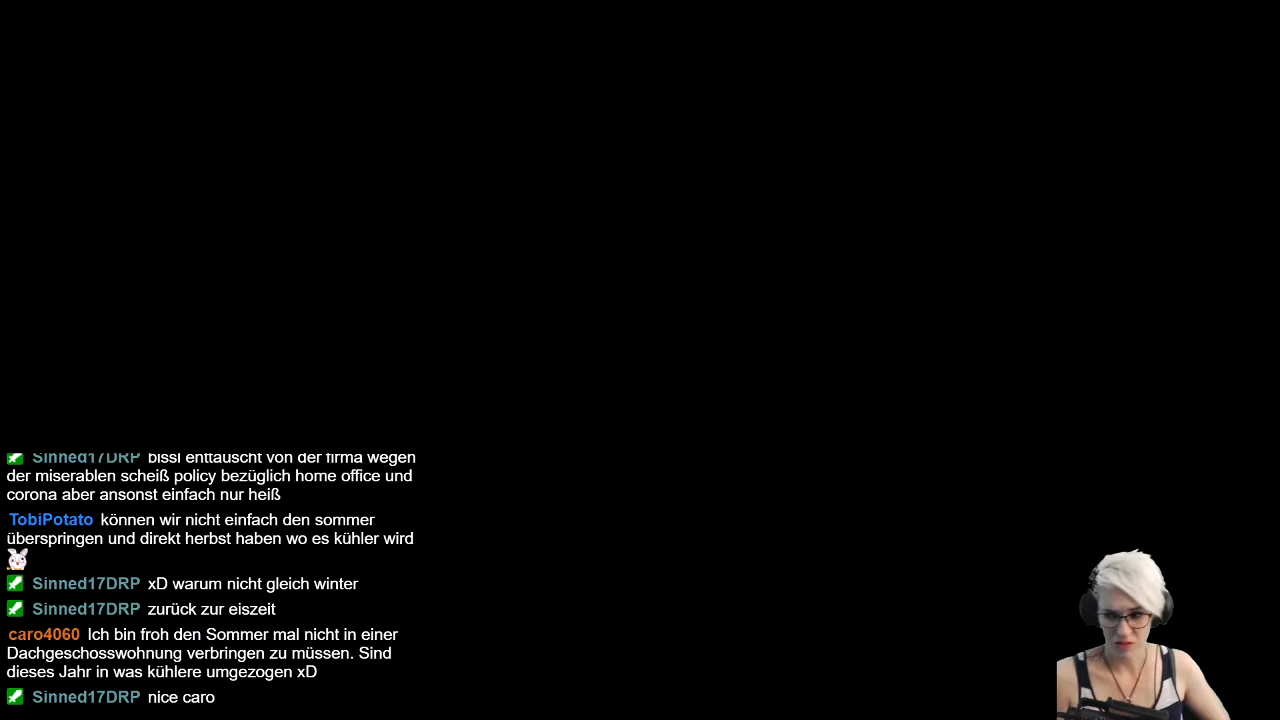 Sinned17DRP bissl enttäuscht von der firma wegen
der miserablen scheiß policy bezüglich home office und
corona aber ansonst einfach nur heiß
TobiPotato können wir nicht einfach den sommer
überspringen und direkt herbst haben wo es kühler wird
Sinned17DRP xD warum nicht gleich winter
Sinned17DRP zurück zur eiszeit
caro4060 Ich bin froh den Sommer mal nicht in einer
Dachgeschosswohnung verbringen zu müssen. Sind
dieses Jahr in was kühlere umgezogen xD
Sinned17DRP nice caro